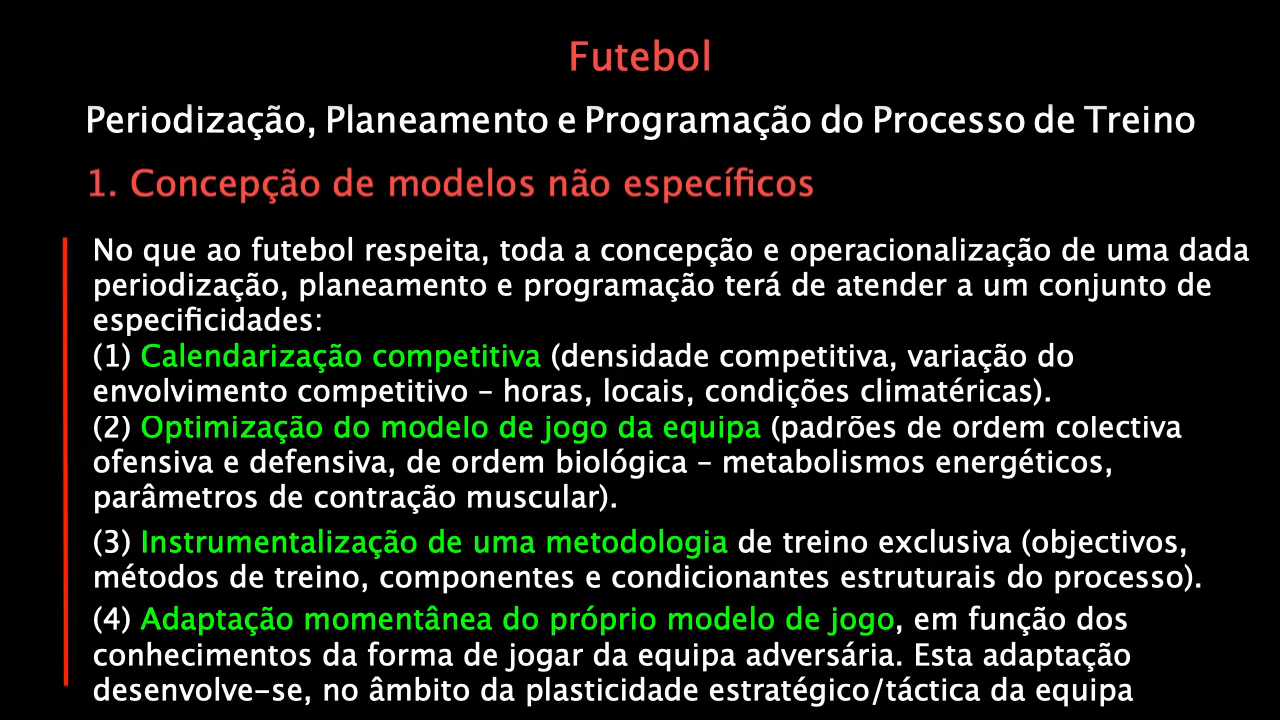 Futebol
Periodização, Planeamento e Programação do Processo de Treino
1. Concepção de modelos não específicos
No que ao futebol respeita, toda a concepção e operacionalização de uma dada
periodização, planeamento e programação terá de atender a um conjunto de
especificidades:
(1) Calendarização competitiva (densidade competitiva, variação do
envolvimento competitivo – horas, locais, condições climatéricas).
(2) Optimização do modelo de jogo da equipa (padrões de ordem colectiva
ofensiva e defensiva, de ordem biológica – metabolismos energéticos,
parâmetros de contração muscular).
(3) Instrumentalização de uma metodologia de treino exclusiva (objectivos,
métodos de treino, componentes e condicionantes estruturais do processo).
(4) Adaptação momentânea do próprio modelo de jogo, em função dos
conhecimentos da forma de jogar da equipa adversária. Esta adaptação
desenvolve-se, no âmbito da plasticidade estratégico/táctica da equipa